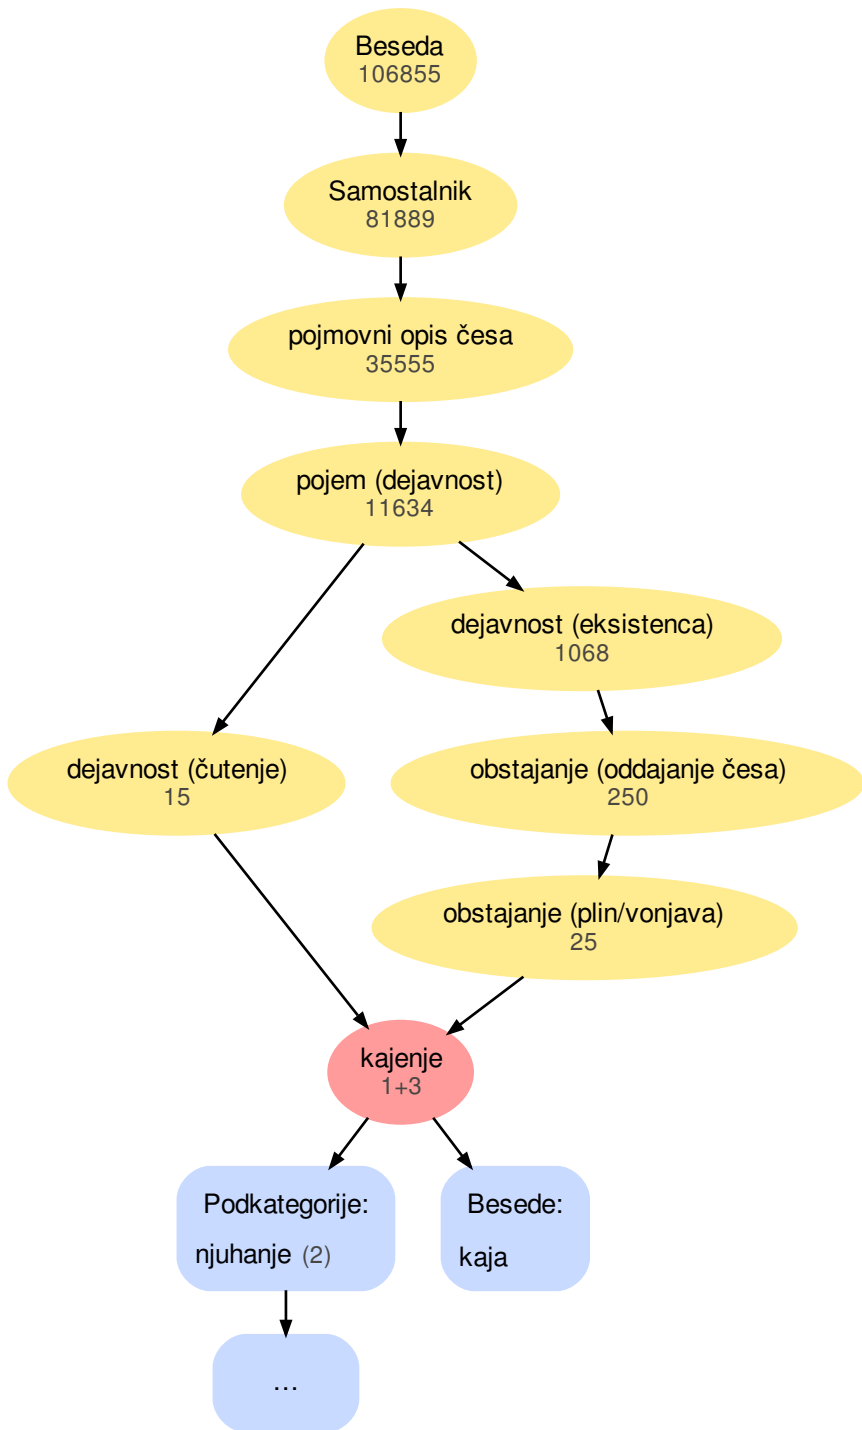 Beseda
106855
Samostalnik
81889
pojmovni opis česa
35555
pojem (dejavnost)
11634
dejavnost (eksistenca)
1068
dejavnost (čutenje)
15
obstajanje (oddajanje česa)
250
obstajanje (plin/vonjava)
25
kajenje
1+3
Podkategorije:
njuhanje (2)
Besede:
kaja
...